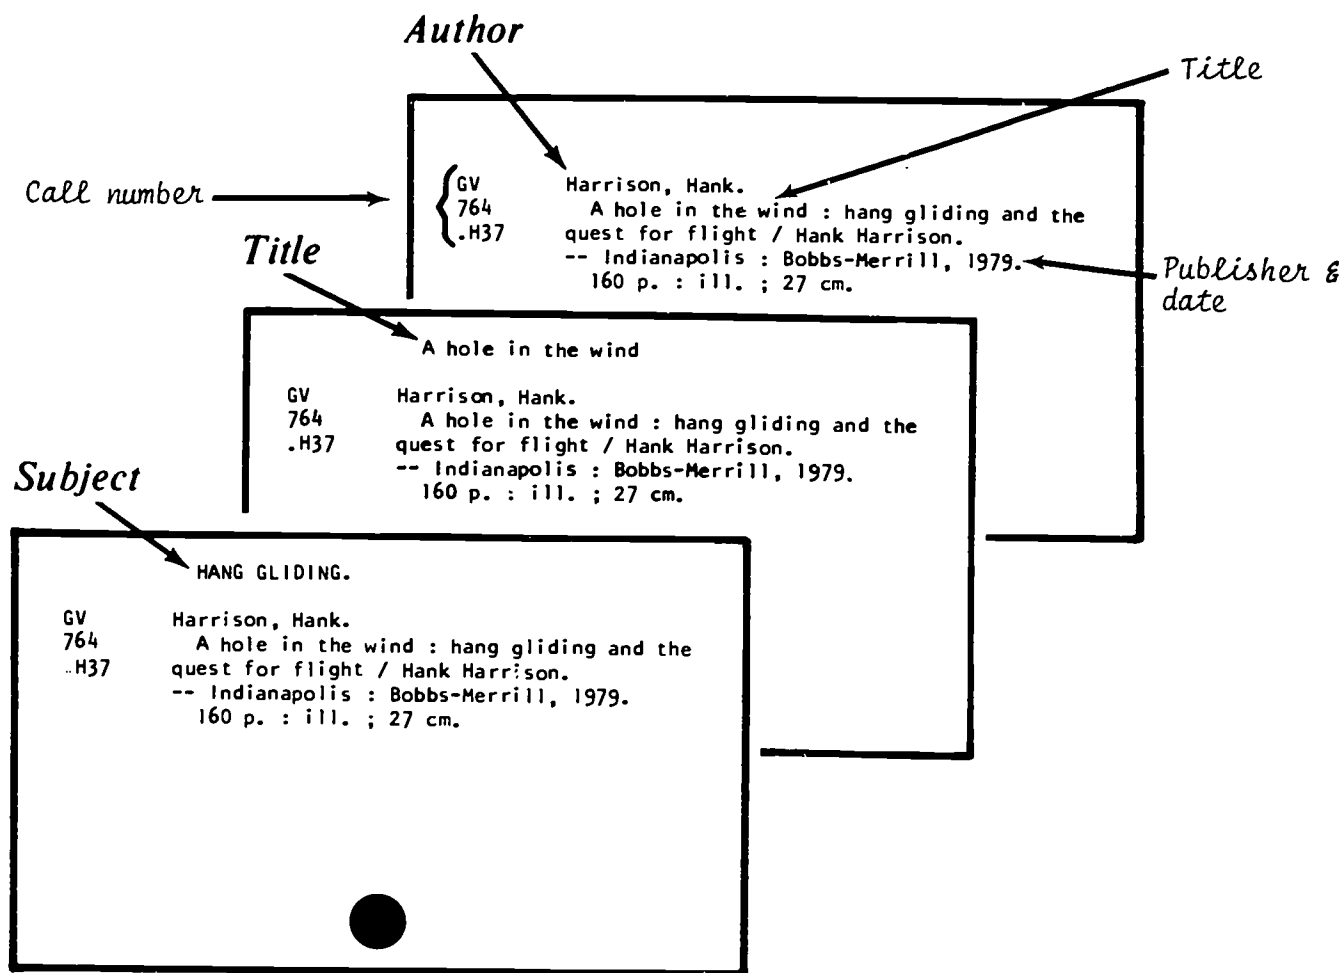 Author
Title
Call number
GV
764
.H37
Harrison, Hank.
A hole in the wind : hang gliding and the
quest for flight / Hank Harrison.
-- Indianapolis : Bobbs-Merrill, 1979.
160 p. : ill. ; 27 cm.
Publisher &
date
Title
A hole in the wind
GV
764
.H37
Harrison, Hank.
A hole in the wind : hang gliding and the
quest for flight / Hank Harrison.
-- Indianapolis : Bobbs-Merrill, 1979.
160 p. : ill. ; 27 cm.
Subject
HANG GLIDING.
GV
764
.H37
Harrison, Hank.
A hole in the wind : hang gliding and the
quest for flight / Hank Harrison.
-- Indianapolis : Bobbs-Merrill, 1979.
160 p. : ill. ; 27 cm.